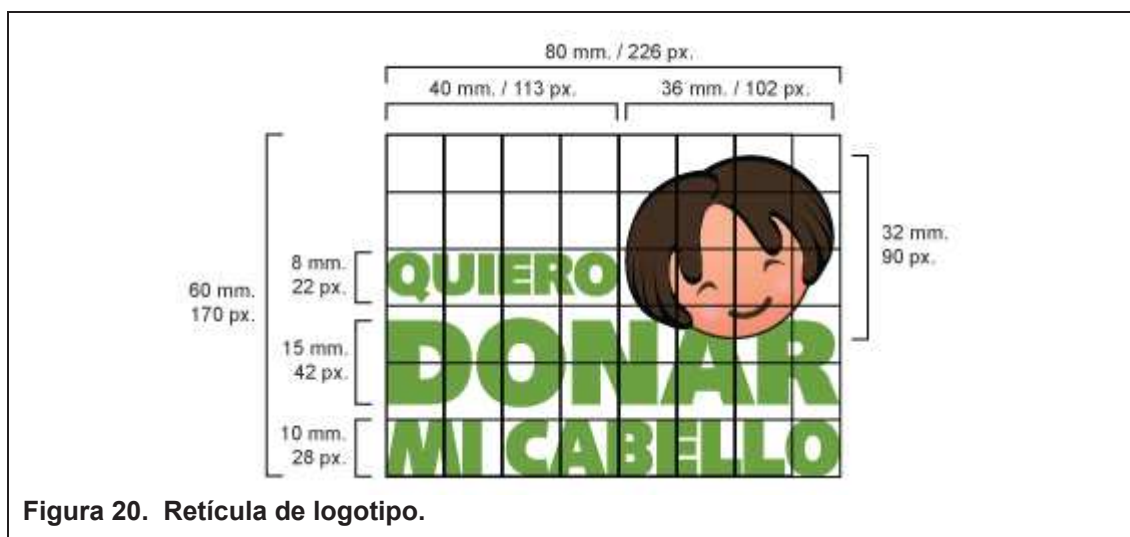 80 mm. / 226 px.
40 mm. / 113 px.
36 mm. / 102 px.
32 mm.
90 px.
8 mm.
22 px.
60 mm.
170 px.
15 mm.
42 px.
10 mm.
28 px.
QUIERO
DONAR
MI CABELLO
Figura 20. Retícula de logotipo.